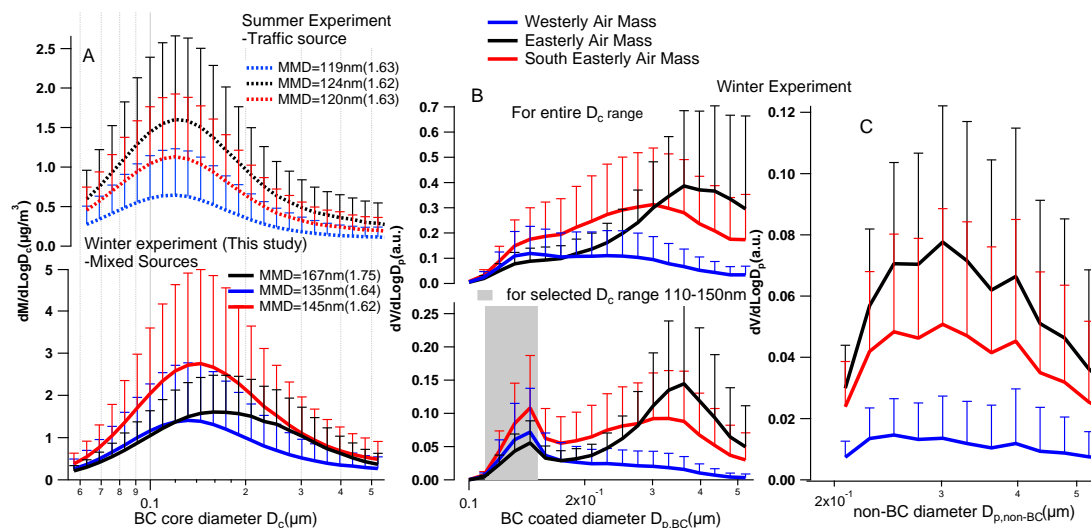 Westerly Air Mass
Easterly Air Mass
South Easterly Air Mass
Summer Experiment
-Traffic source
A
MMD=119nm(1.63)
MMD=124nm(1.62)
MMD=120nm(1.63)
2.5
2.0
1.5
1.0
0.5
0.0
Winter experiment (This study)
-Mixed Sources
MMD=167nm(1.75)
MMD=135nm(1.64)
MMD=145nm(1.62)
5
4
3
2
1
0
dM/dLogDc(μg/m³)
6 7 8 9 0.1 2 3 4 5
BC core diameter Dc(μm)
B
For entire Dc range
0.7
0.6
0.5
0.4
0.3
0.2
0.1
0.0
for selected Dc range 110-150nm
0.25
0.20
0.15
0.10
0.05
0.00
dV/dLogDp(a.u.)
0.1 2x10⁻¹ 3 4 5
BC coated diameter Dp,BC(μm)
Winter Experiment
C
0.12
0.10
0.08
0.06
0.04
0.02
0.00
dV/dLogDp(a.u.)
2x10⁻¹ 3 4 5
non-BC diameter Dp,non-BC(μm)